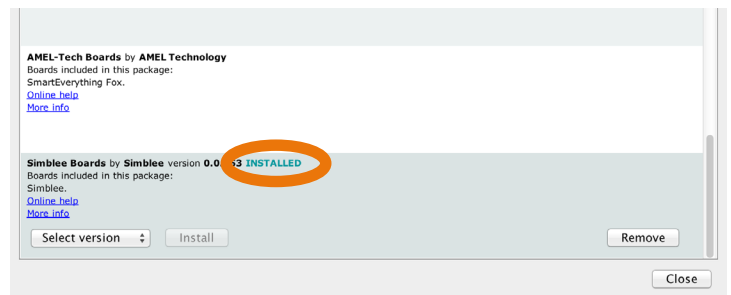 AMEL-Tech Boards by AMEL Technology
Boards included in this package:
SmartEverything Fox.
Online help
More info
Simblee Boards by Simblee version INSTALLED
Boards included in this package:
Simblee.
Online help
More info
Select version Install Remove
Close